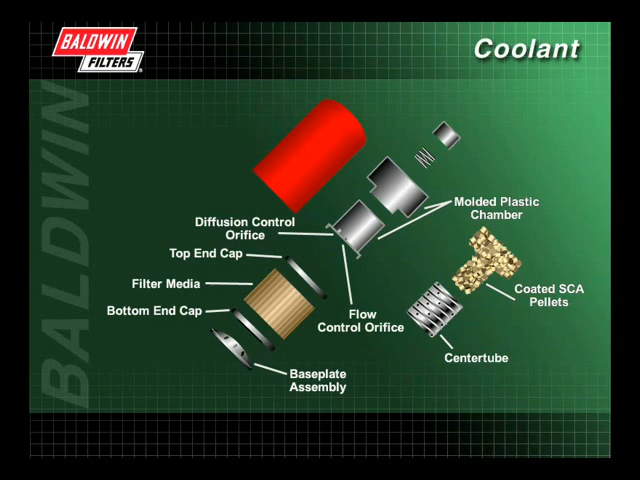 BALDWIN
FILTERS
Coolant
BALDWIN
Molded Plastic
Chamber
Diffusion Control
Orifice
Top End Cap
Filter Media
Bottom End Cap
Flow
Control Orifice
Coated SCA
Pellets
Centertube
Baseplate
Assembly